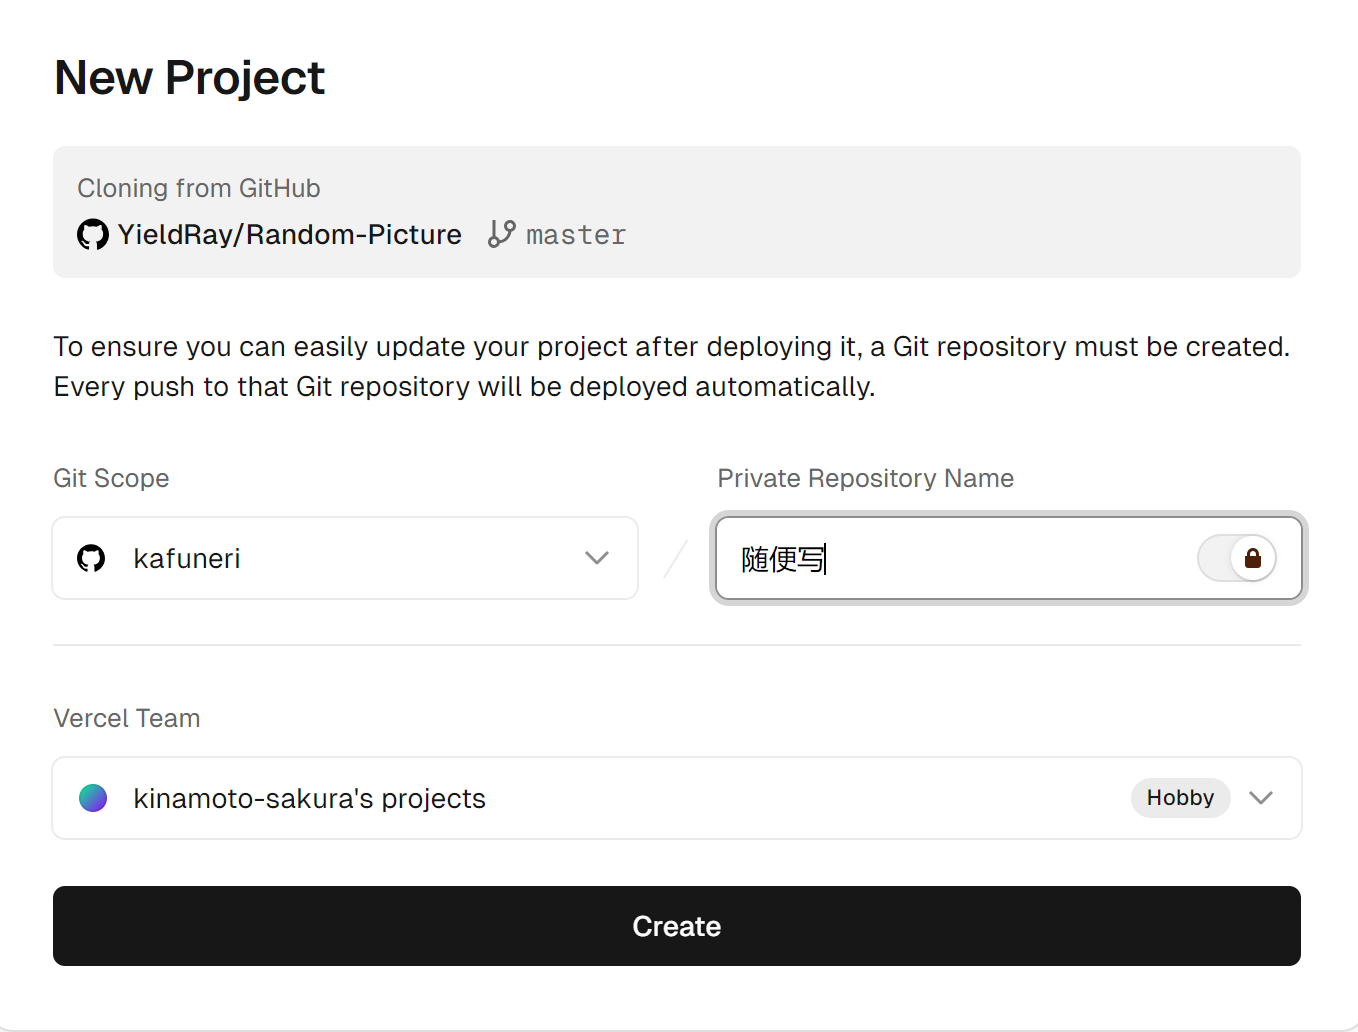 New Project
Cloning from GitHub
YieldRay/Random-Picture master
To ensure you can easily update your project after deploying it, a Git repository must be created.
Every push to that Git repository will be deployed automatically.
Git Scope
Private Repository Name
kafuneri
随便写
Vercel Team
kinamoto-sakura's projects
Hobby
Create